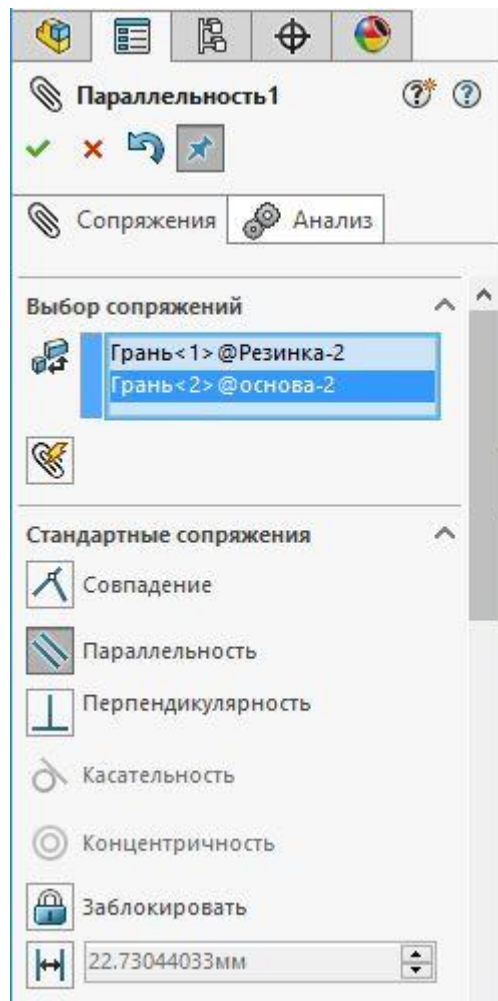 Параллельность1
Сопряжения Анализ
Выбор сопряжений
Грань<1>@Резинка-2
Грань<2>@основа-2
Стандартные сопряжения
Совпадение
Параллельность
Перпендикулярность
Касательность
Концентричность
Заблокировать
22.73044033мм